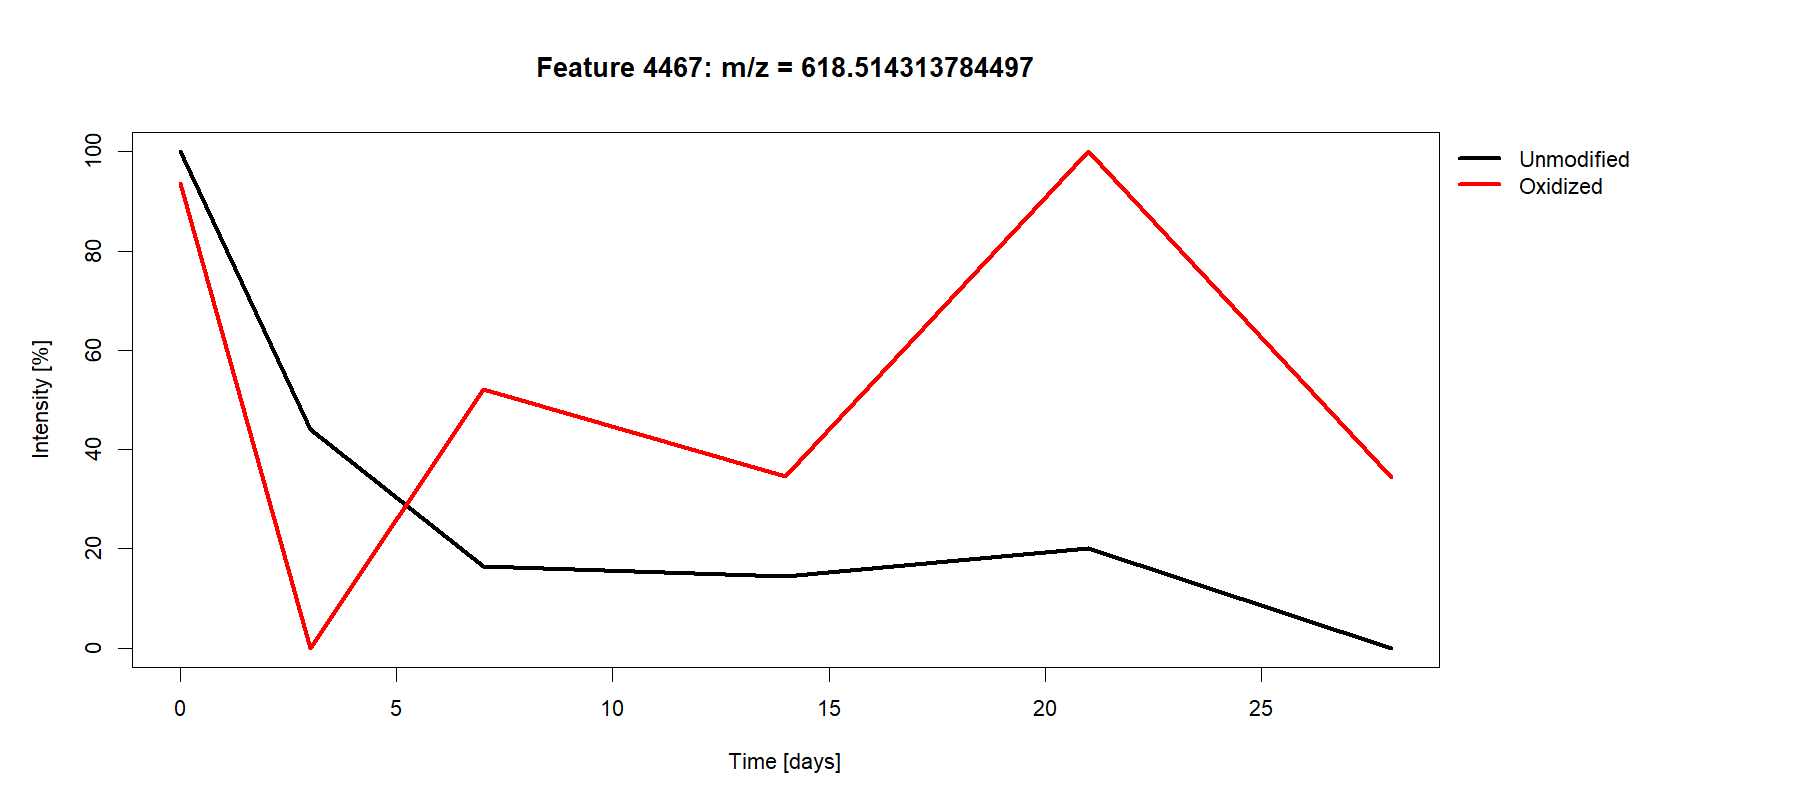 Feature 4467: m/z = 618.514313784497
Unmodified
Oxidized
Intensity [%]
100
80
60
40
20
0
0 5 10 15 20 25
Time [days]